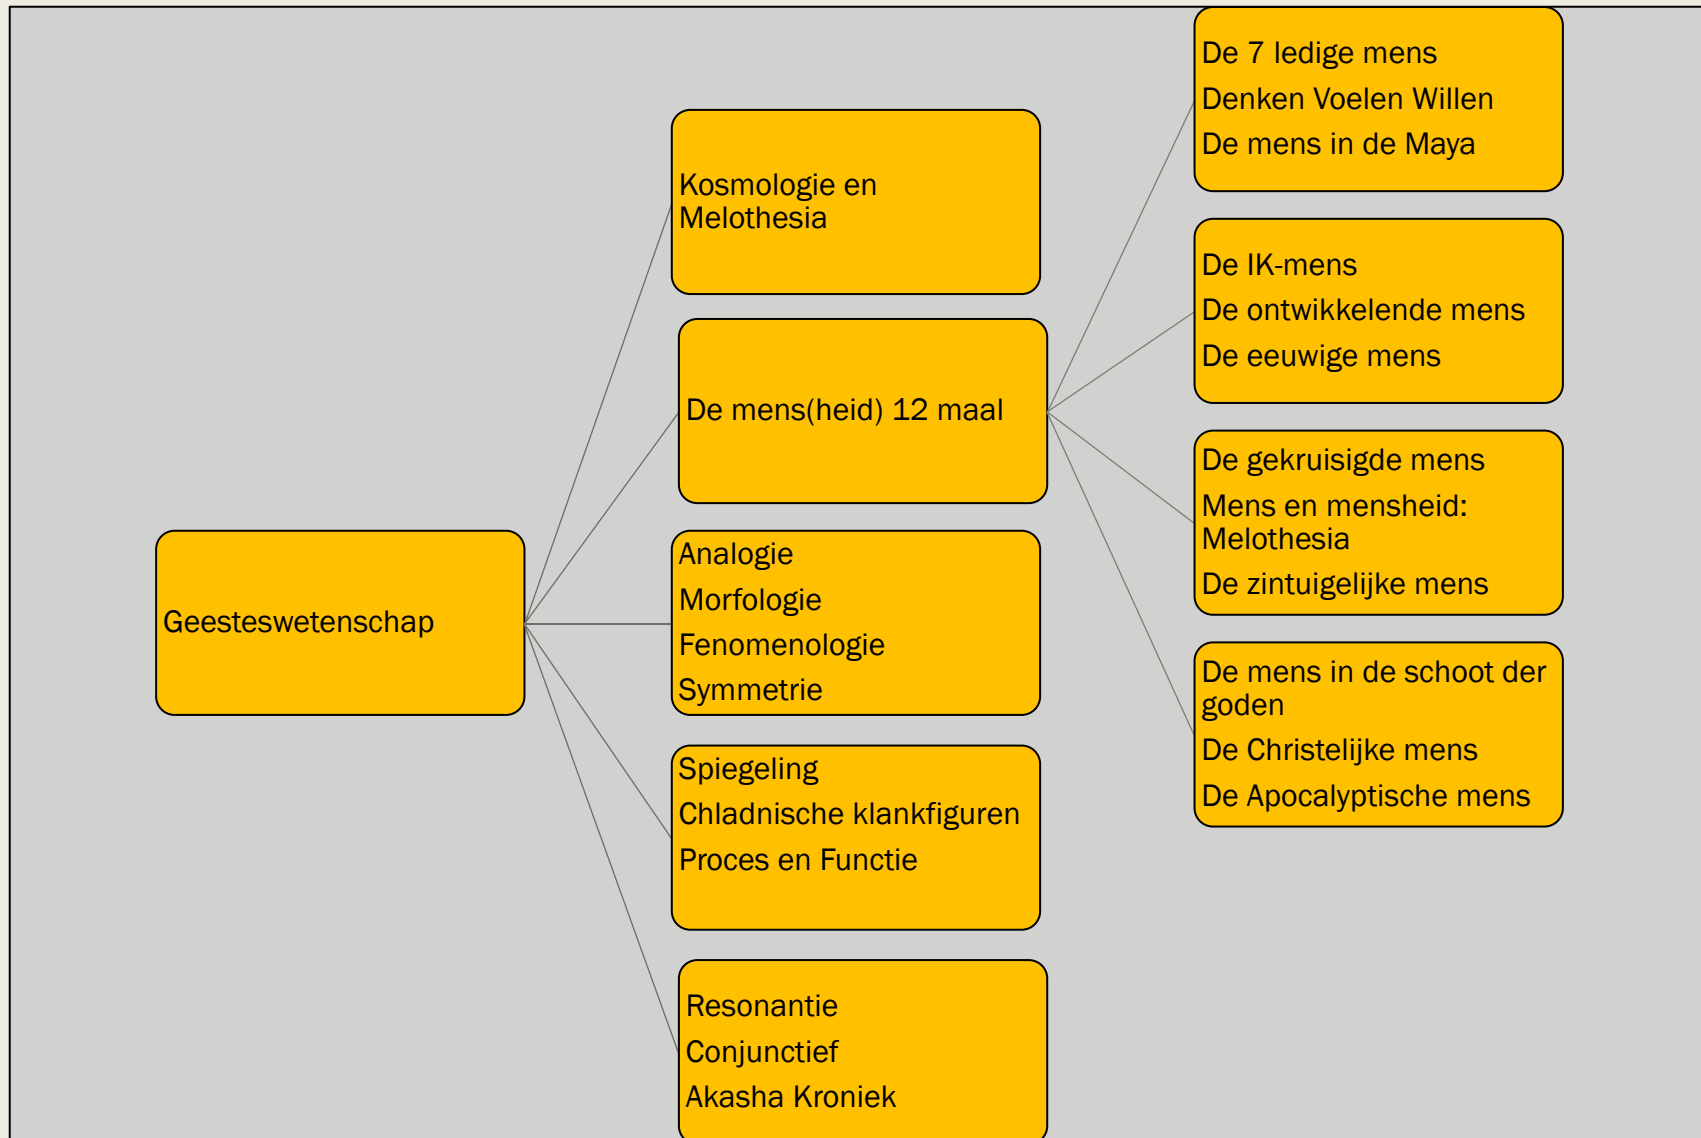 Geesteswetenschap
Kosmologie en
Melothesia
De mens(heid) 12 maal
Analogie
Morfologie
Fenomenologie
Symmetrie
Spiegeling
Chladnische klankfiguren
Proces en Functie
Resonantie
Conjunctief
Akasha Kroniek
De 7 ledige mens
Denken Voelen Willen
De mens in de Maya
De IK-mens
De ontwikkelende mens
De eeuwige mens
De gekruisigde mens
Mens en mensheid:
Melothesia
De zintuigelijke mens
De mens in de schoot der
goden
De Christelijke mens
De Apocalyptische mens